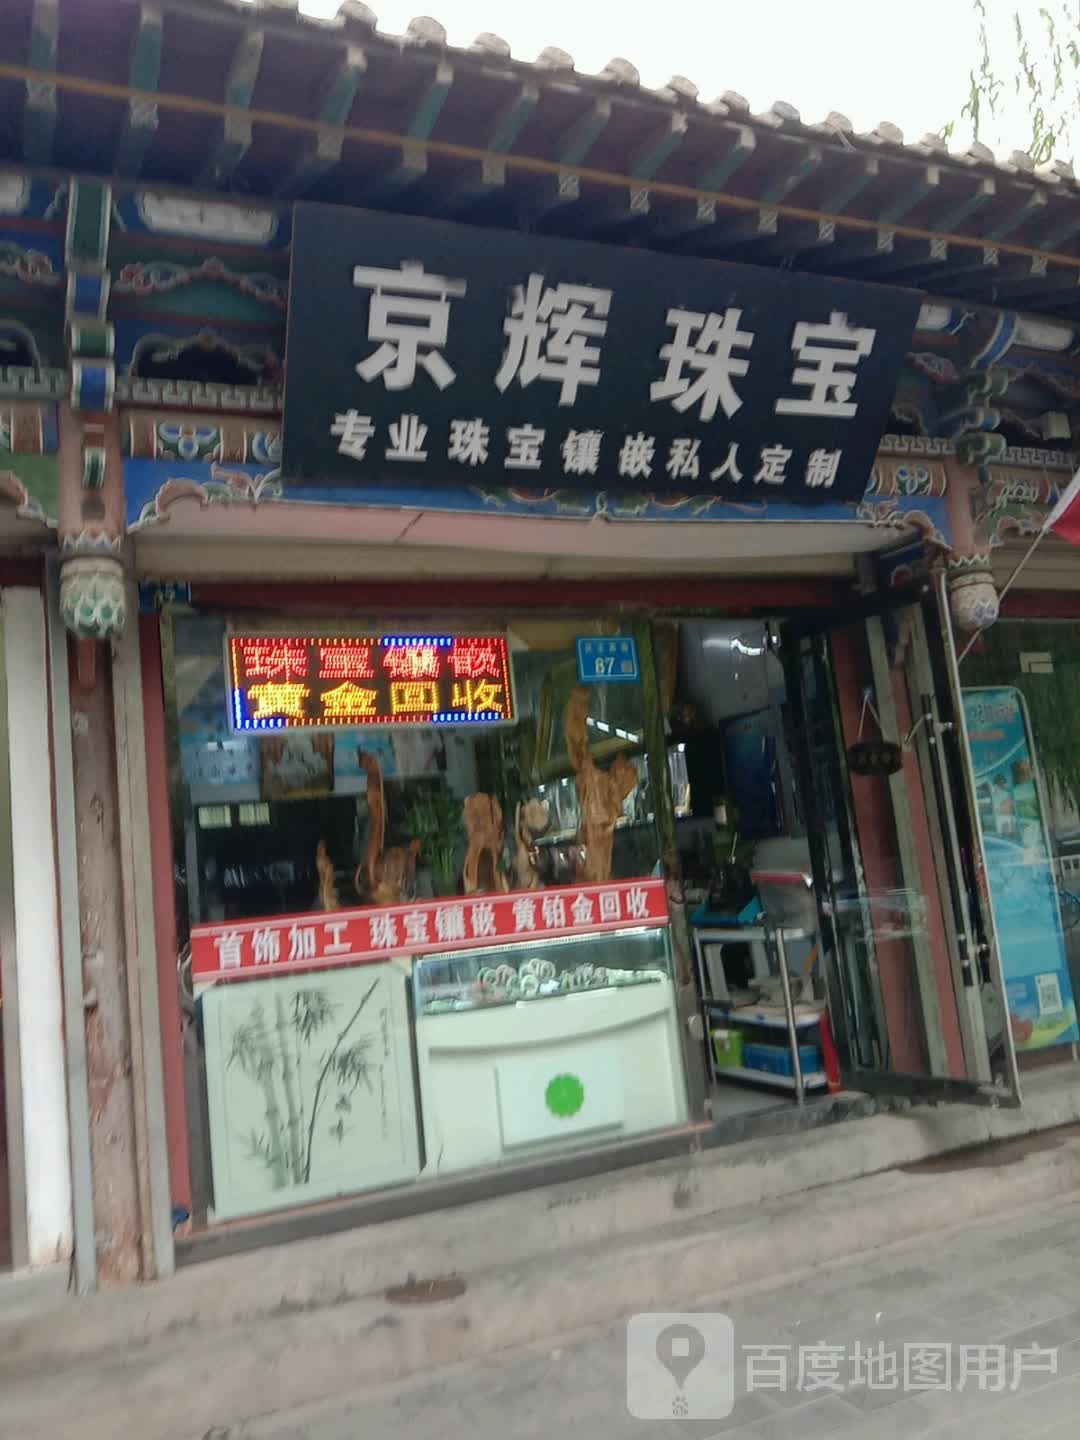 京辉珠宝
专业珠宝镶嵌私人定制
珠宝镶嵌
黄金回收
87
首饰加工 珠宝镶嵌 黄铂金回收
百度地图用户